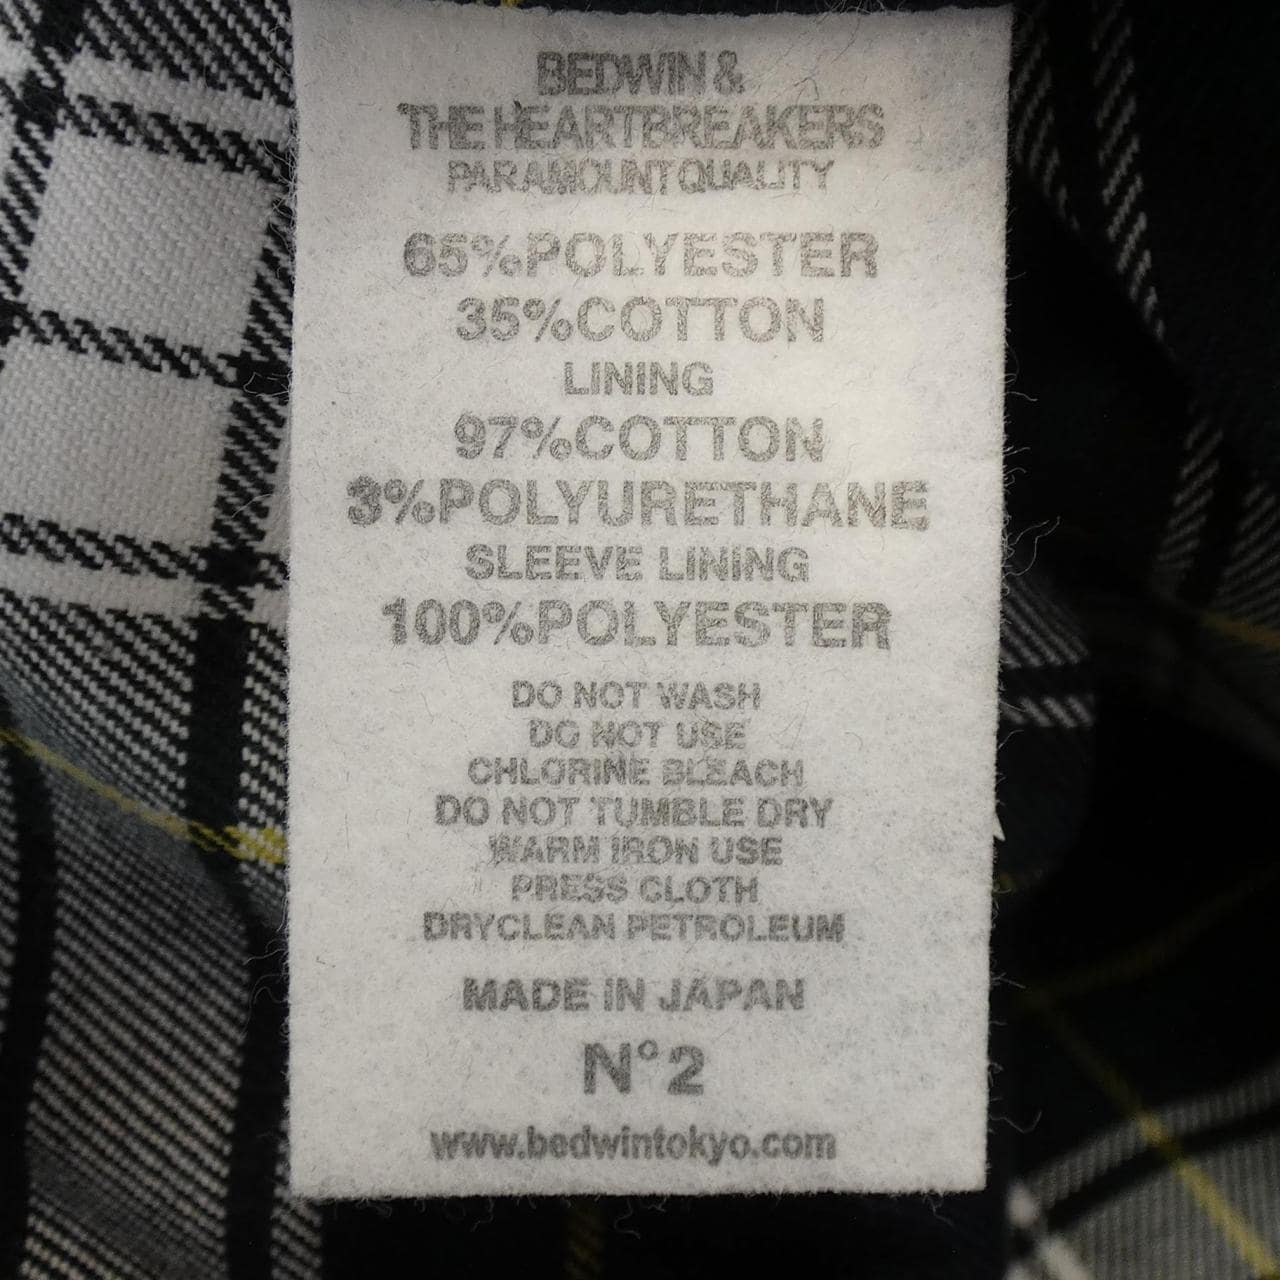 BEDWIN &
THE HEARTBREAKERS
PARAMOUNT QUALITY
65%POLYESTER
35%COTTON
LINING
97%COTTON
3%POLYURETHANE
SLEEVE LINING
100%POLYESTER
DO NOT WASH
DO NOT USE
CHLORINE BLEACH
DO NOT TUMBLE DRY
WARM IRON USE
PRESS CLOTH
DRYCLEAN PETROLEUM
MADE IN JAPAN
N°2
www.bedwintokyo.com